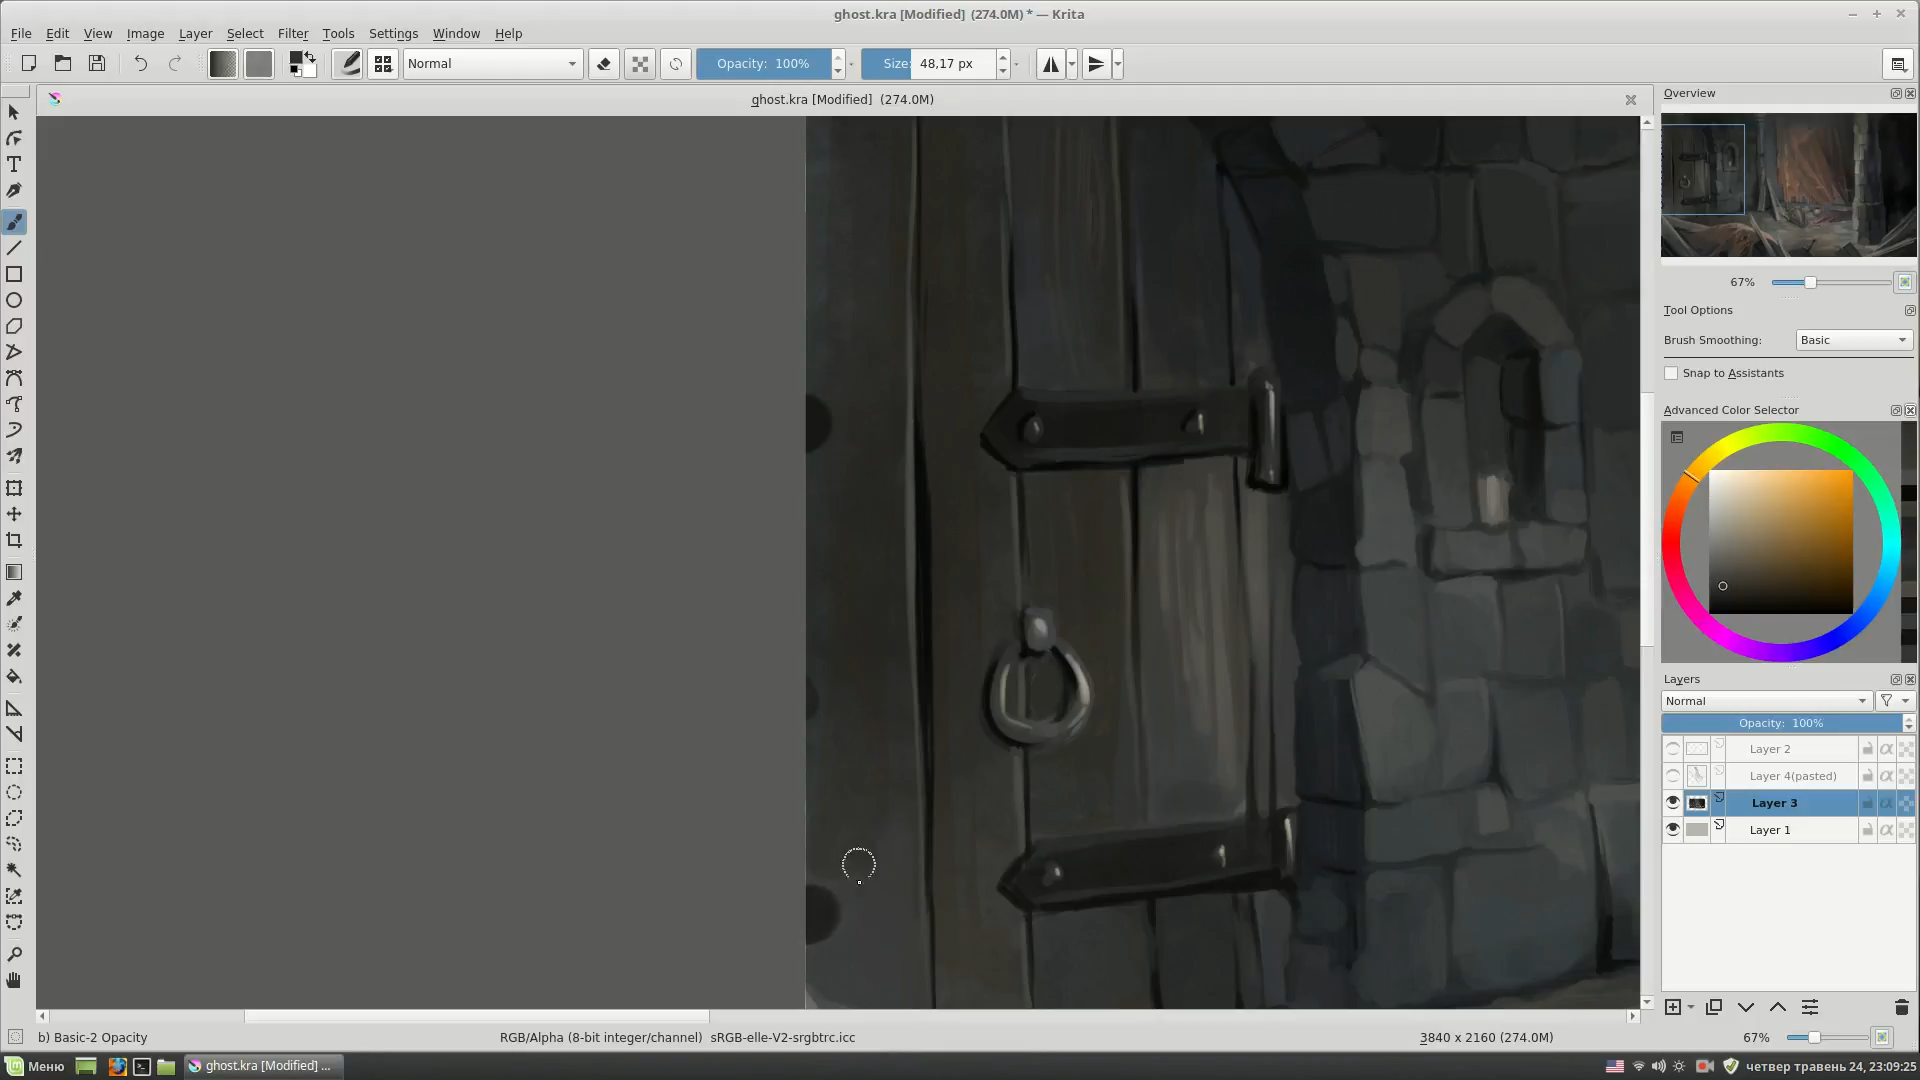 ghost.kra [Modified] (274.0M) * — Krita
File Edit View Image Layer Select Filter Tools Settings Window Help
Normal Opacity: 100% Size: 48,17 px
ghost.kra [Modified] (274.0M)
Overview
67%
Tool Options
Brush Smoothing: Basic
Snap to Assistants
Advanced Color Selector
Layers
Normal
Opacity: 100%
Layer 2
Layer 4(pasted)
Layer 3
Layer 1
b) Basic-2 Opacity RGB/Alpha (8-bit integer/channel) sRGB-elle-V2-srgbtrc.icc 3840 x 2160 (274.0M) 67%
Меню ghost.kra [Modified] ... четвер травень 24, 23:09:25